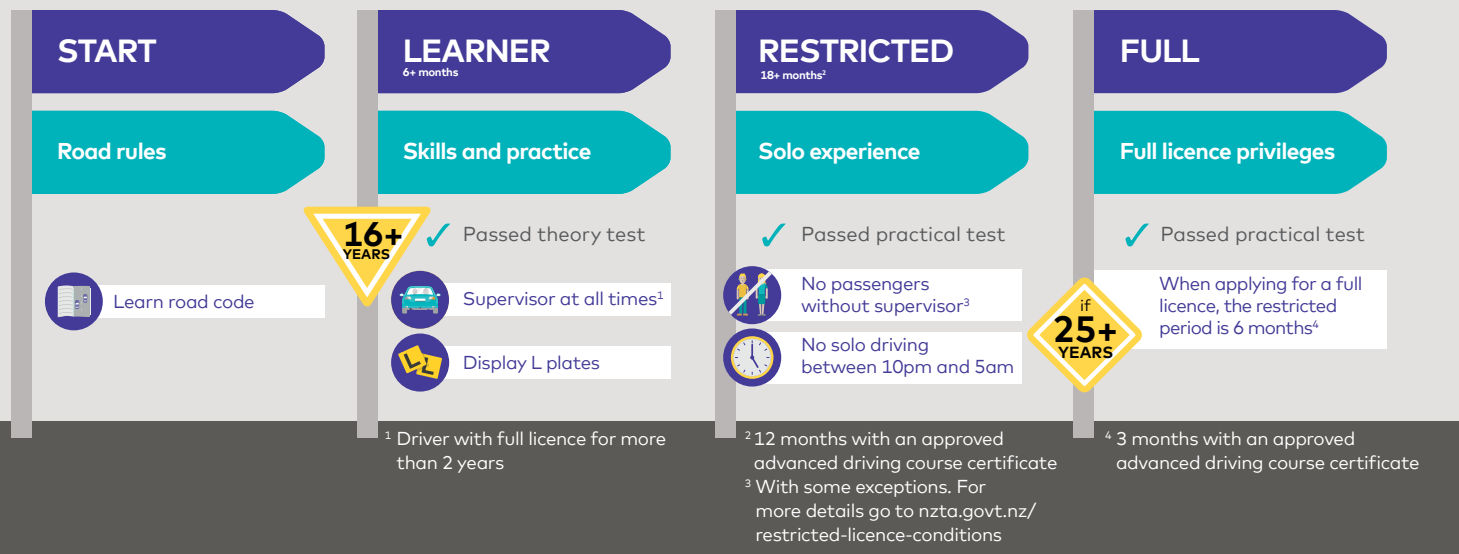 START
Road rules
Learn road code
LEARNER
6+ months
Skills and practice
16+
YEARS
✓ Passed theory test
Supervisor at all times¹
L L
Display L plates
¹ Driver with full licence for more
than 2 years
RESTRICTED
18+ months²
Solo experience
✓ Passed practical test
No passengers
without supervisor³
No solo driving
between 10pm and 5am
² 12 months with an approved
advanced driving course certificate
³ With some exceptions. For
more details go to nzta.govt.nz/
restricted-licence-conditions
FULL
Full licence privileges
✓ Passed practical test
if
25+
YEARS
When applying for a full
licence, the restricted
period is 6 months⁴
⁴ 3 months with an approved
advanced driving course certificate